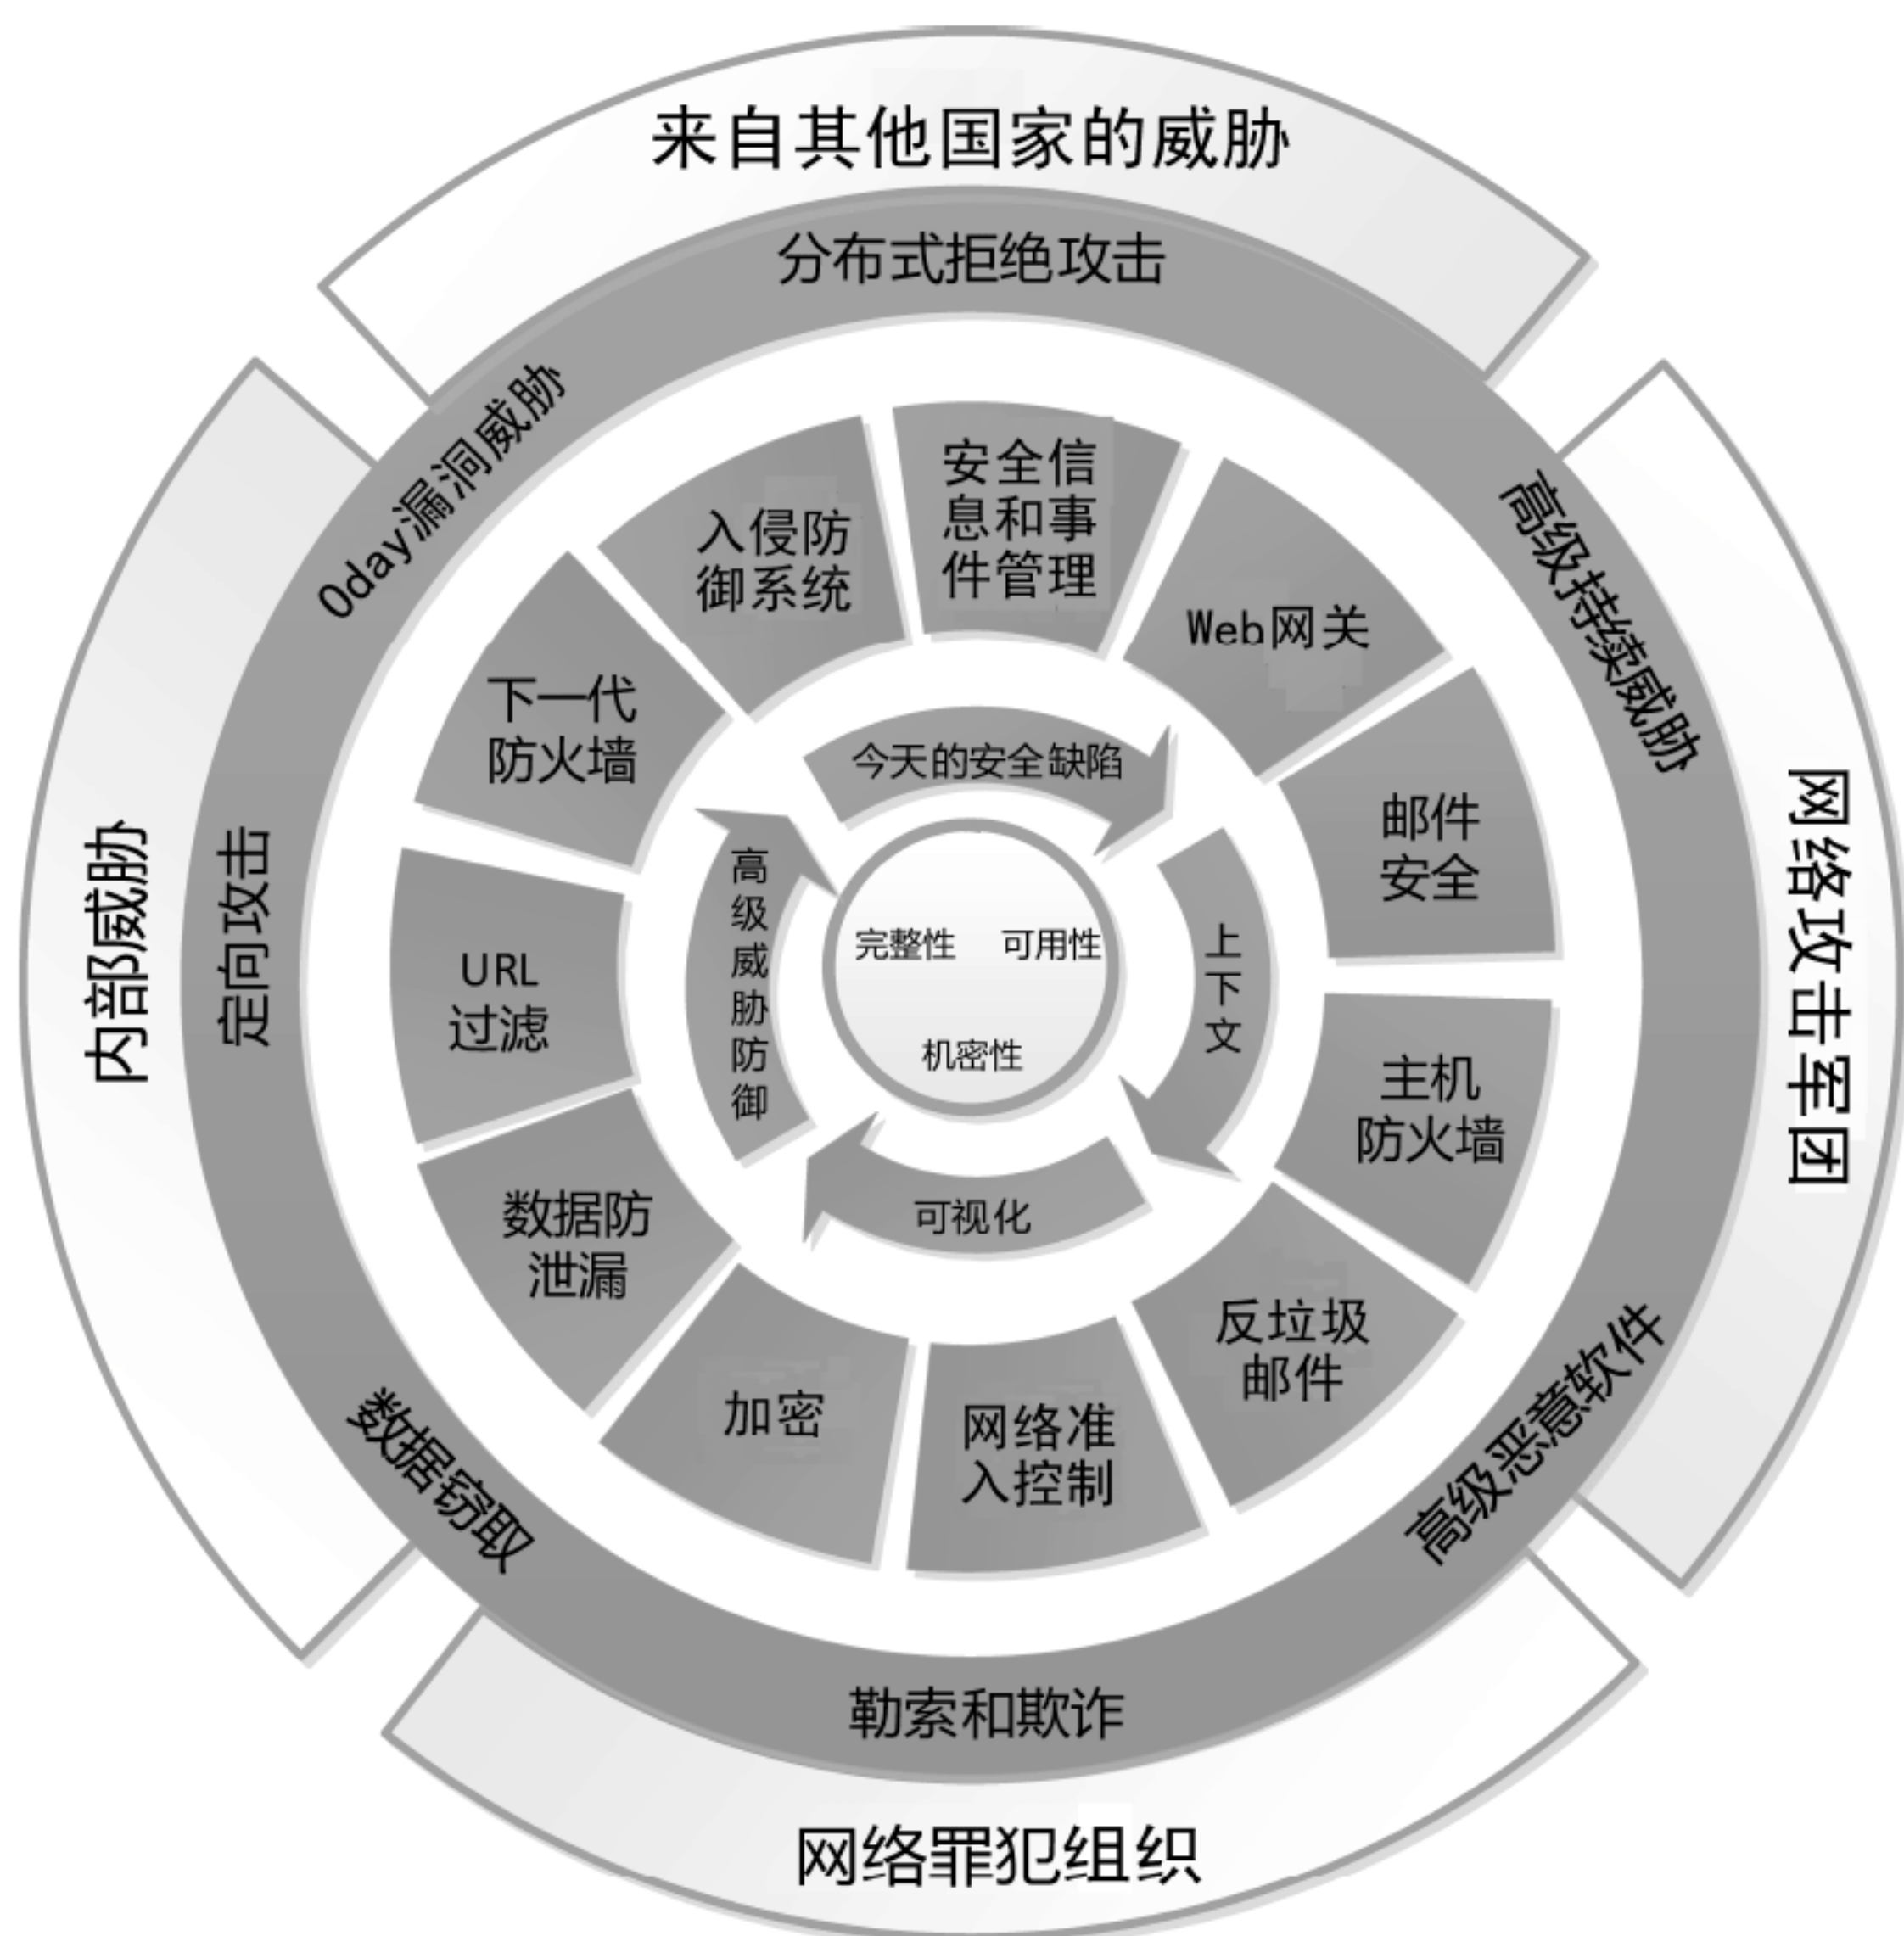 来自其他国家的威胁
分布式拒绝攻击
0day漏洞威胁
高级持续威胁
内部威胁
定向攻击
网络攻击军团
数据窃取
高级恶意软件
勒索和欺诈
网络罪犯组织
安全信
息和事
件管理
Web网关
邮件
安全
主机
防火墙
反垃圾
邮件
网络准
入控制
加密
数据防
泄漏
URL
过滤
下一代
防火墙
入侵防
御系统
今天的安全缺陷
上
下
文
可视化
高
级
威
胁
防
御
完整性 可用性
机密性